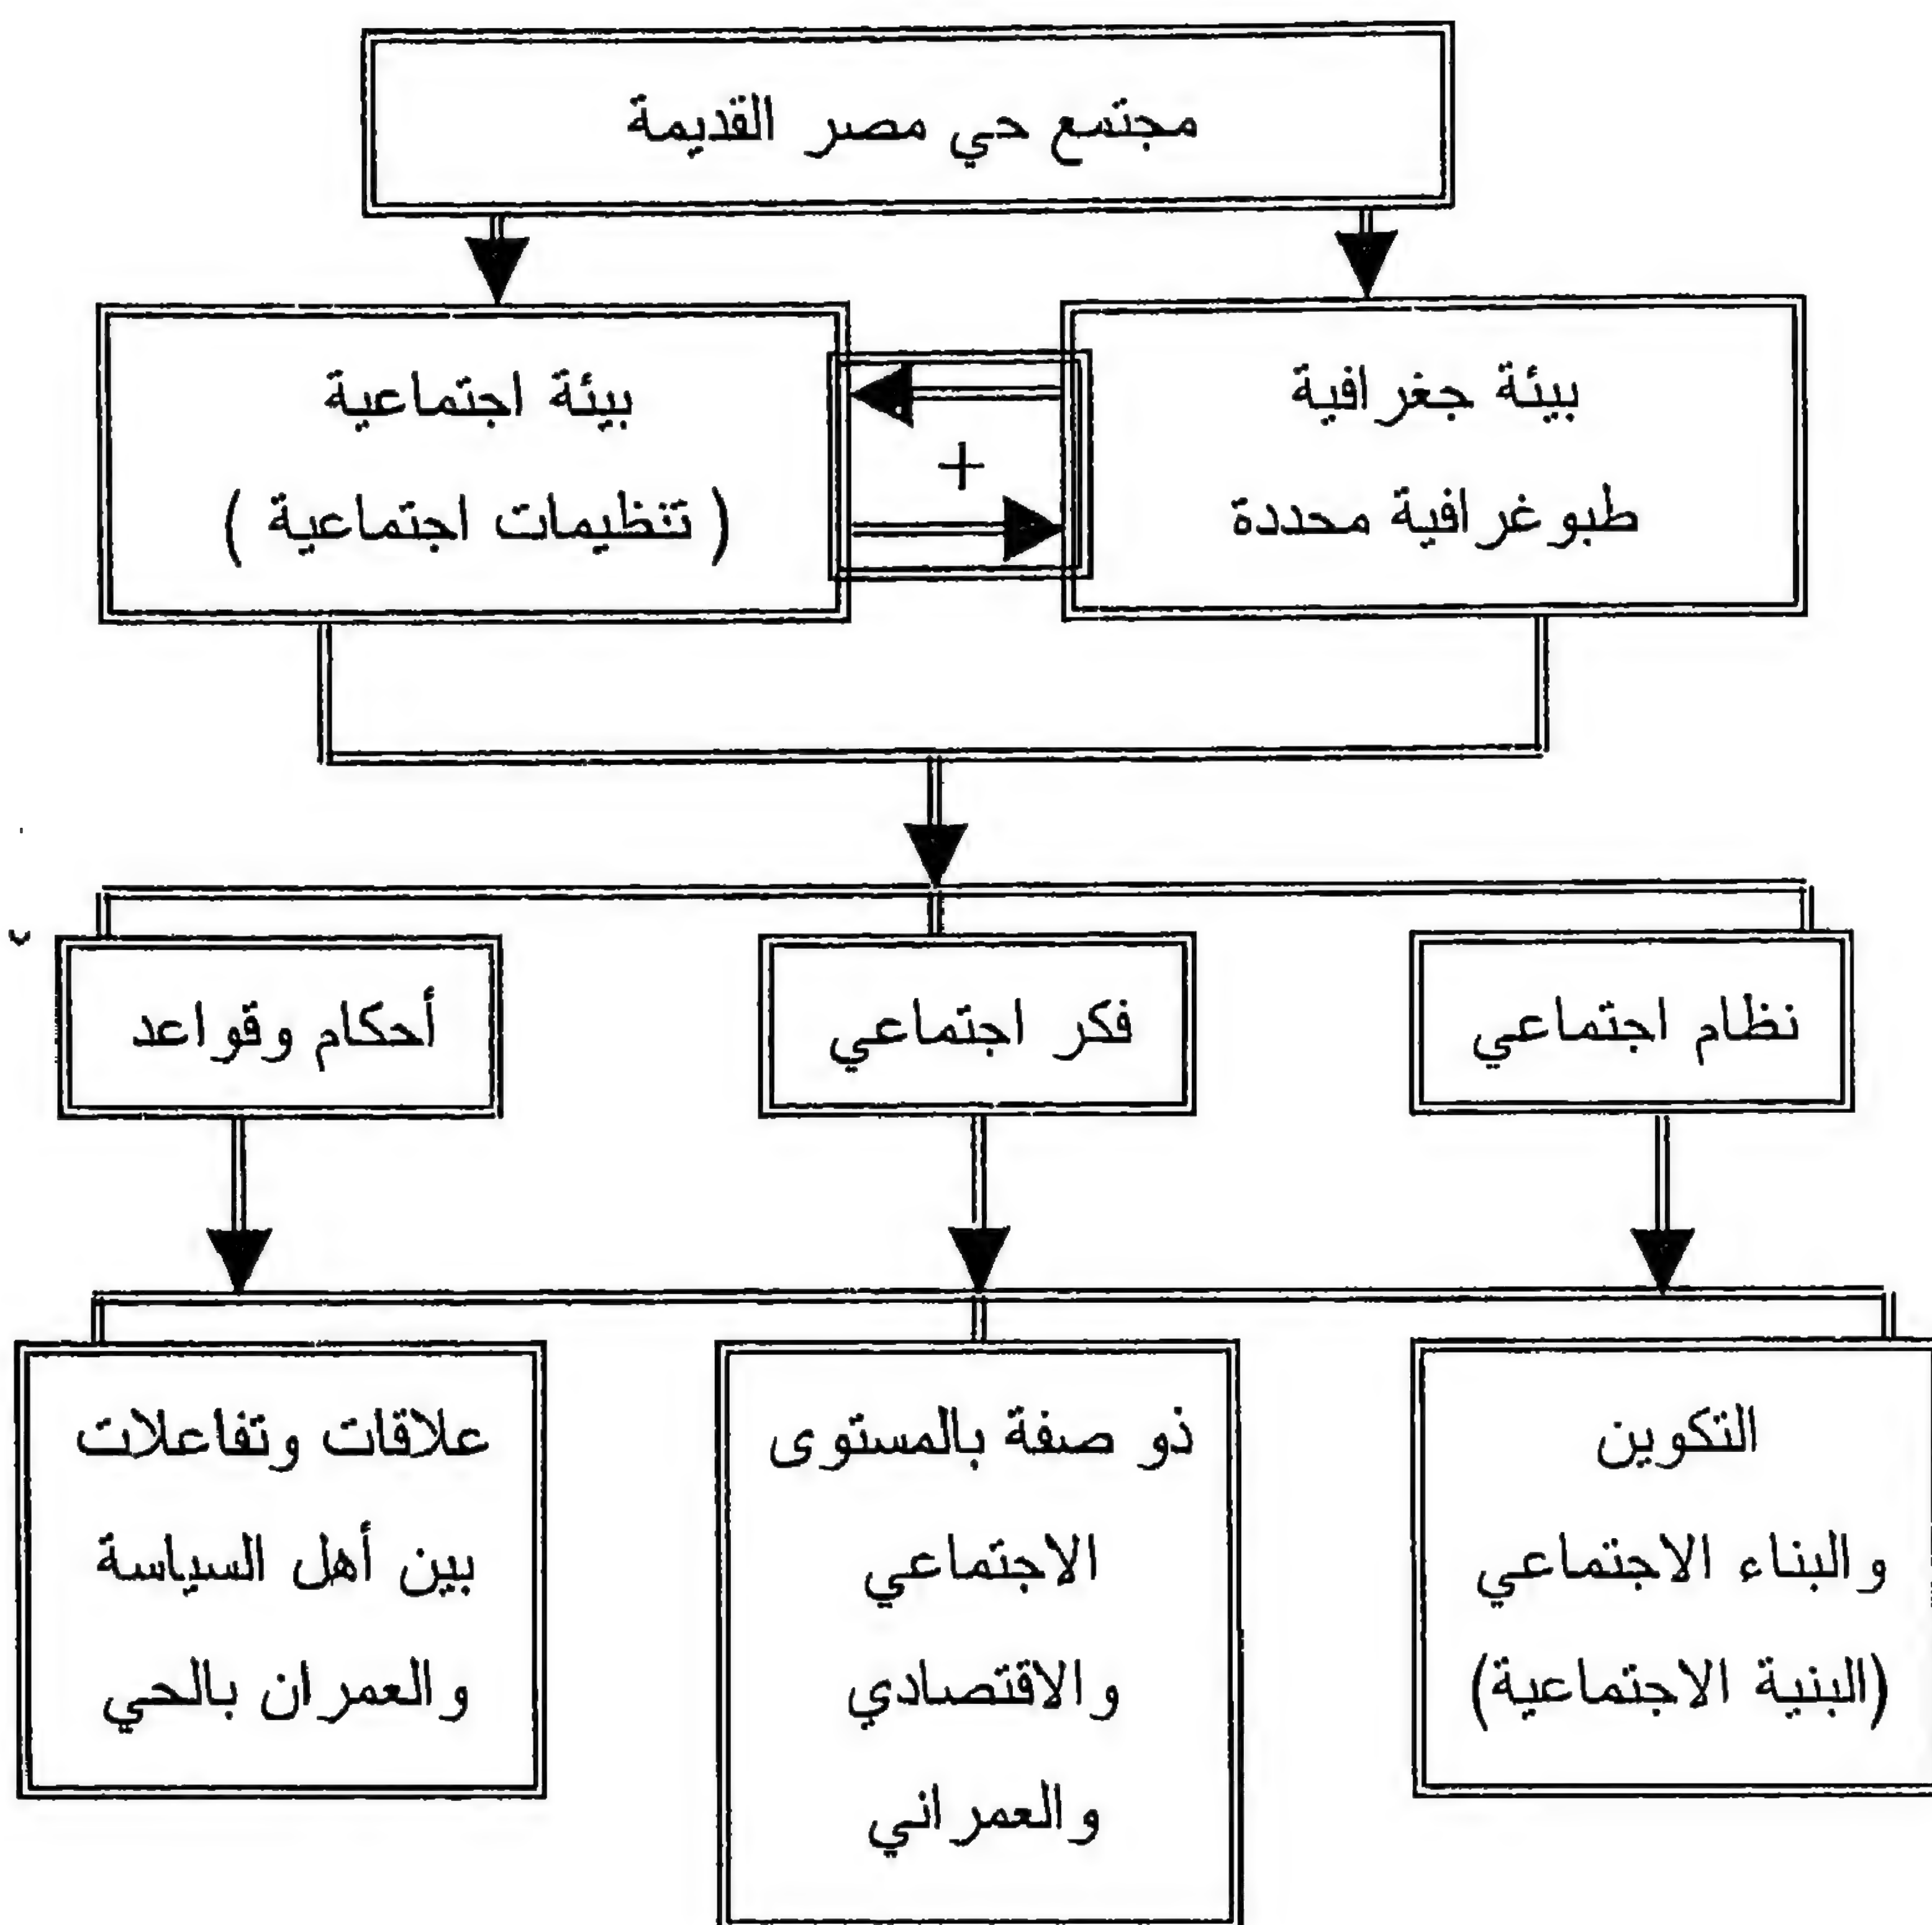 مجتمع حي مصر القديمة
بيئة جغرافية
طبوغرافية محددة
+
بيئة اجتماعية
( تنظيمات اجتماعية )
نظام اجتماعي
فكر اجتماعي
أحكام وقواعد
التكوين
والبناء الاجتماعي
(البنية الاجتماعية)
ذو صفة بالمستوى
الاجتماعي
والاقتصادي
والعمراني
علاقات وتفاعلات
بين أهل السياسة
والعمران بالحي